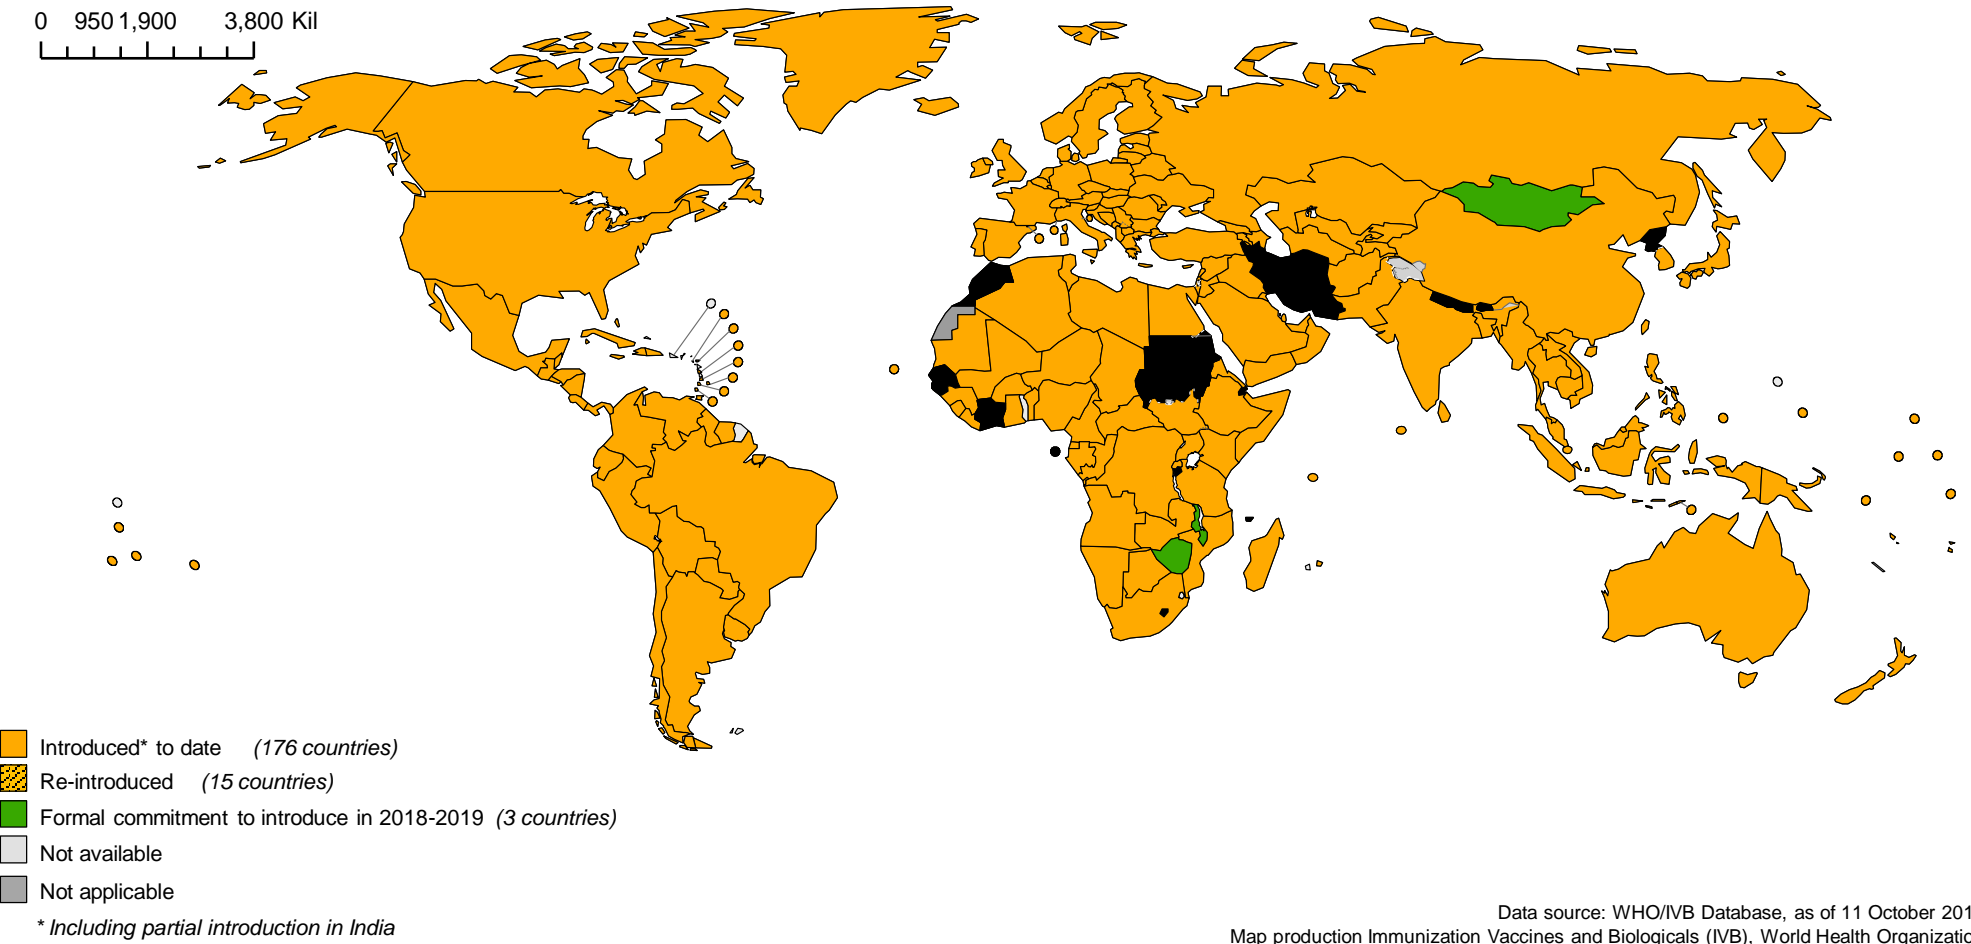 0 950 1,900 3,800 Kil
Introduced* to date (176 countries)
Re-introduced (15 countries)
Formal commitment to introduce in 2018-2019 (3 countries)
Not available
Not applicable
* Including partial introduction in India
Data source: WHO/IVB Database, as of 11 October 201
Map production Immunization Vaccines and Biologicals (IVB), World Health Organizatio